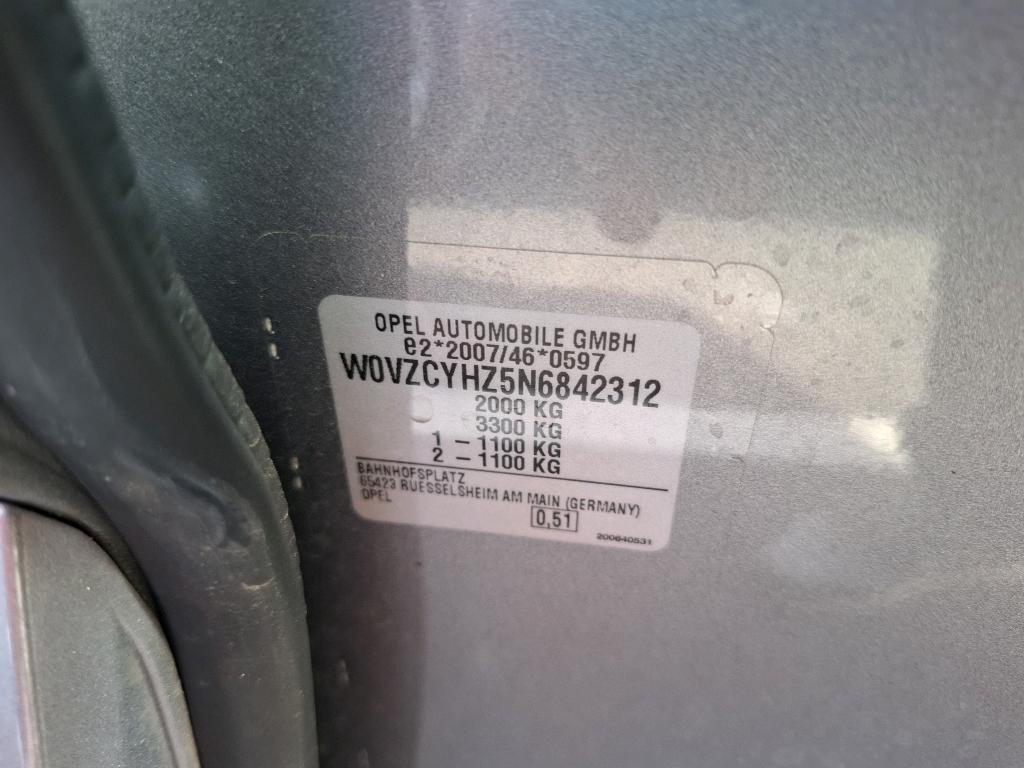 OPEL AUTOMOBILE GMBH
e2*2007/46*0597
W0VZCYHZ5N6842312
2000 KG
3300 KG
1 – 1100 KG
2 – 1100 KG
BAHNHOFSPLATZ
65423 RUESSELSHEIM AM MAIN (GERMANY)
OPEL
0,51
200640531